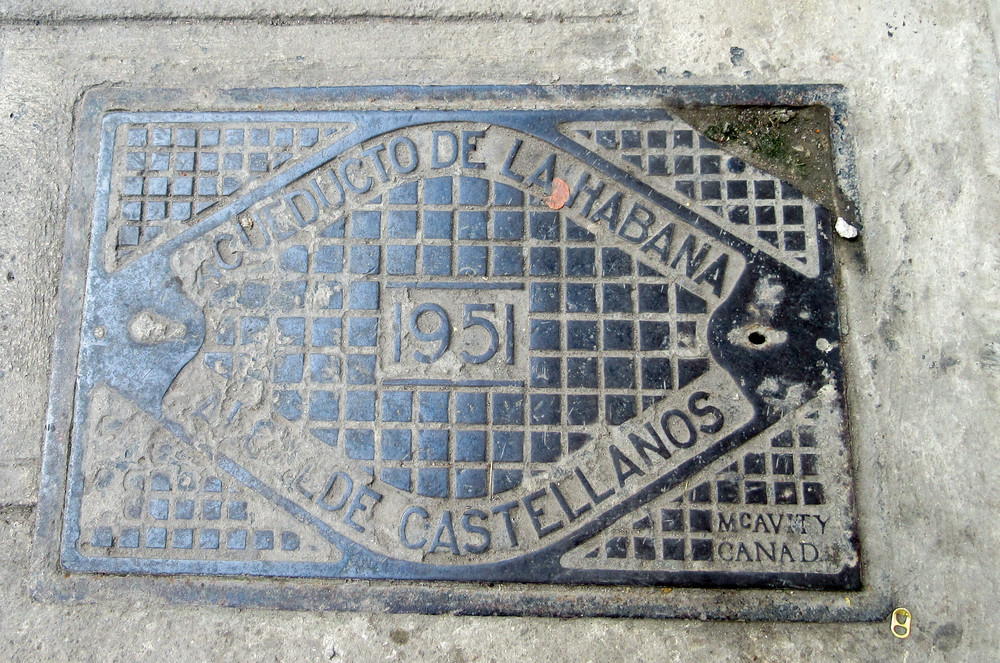 ACUEDUCTO DE LA HABANA
1951
DE CASTELLANOS
MCAVITY
CANADA